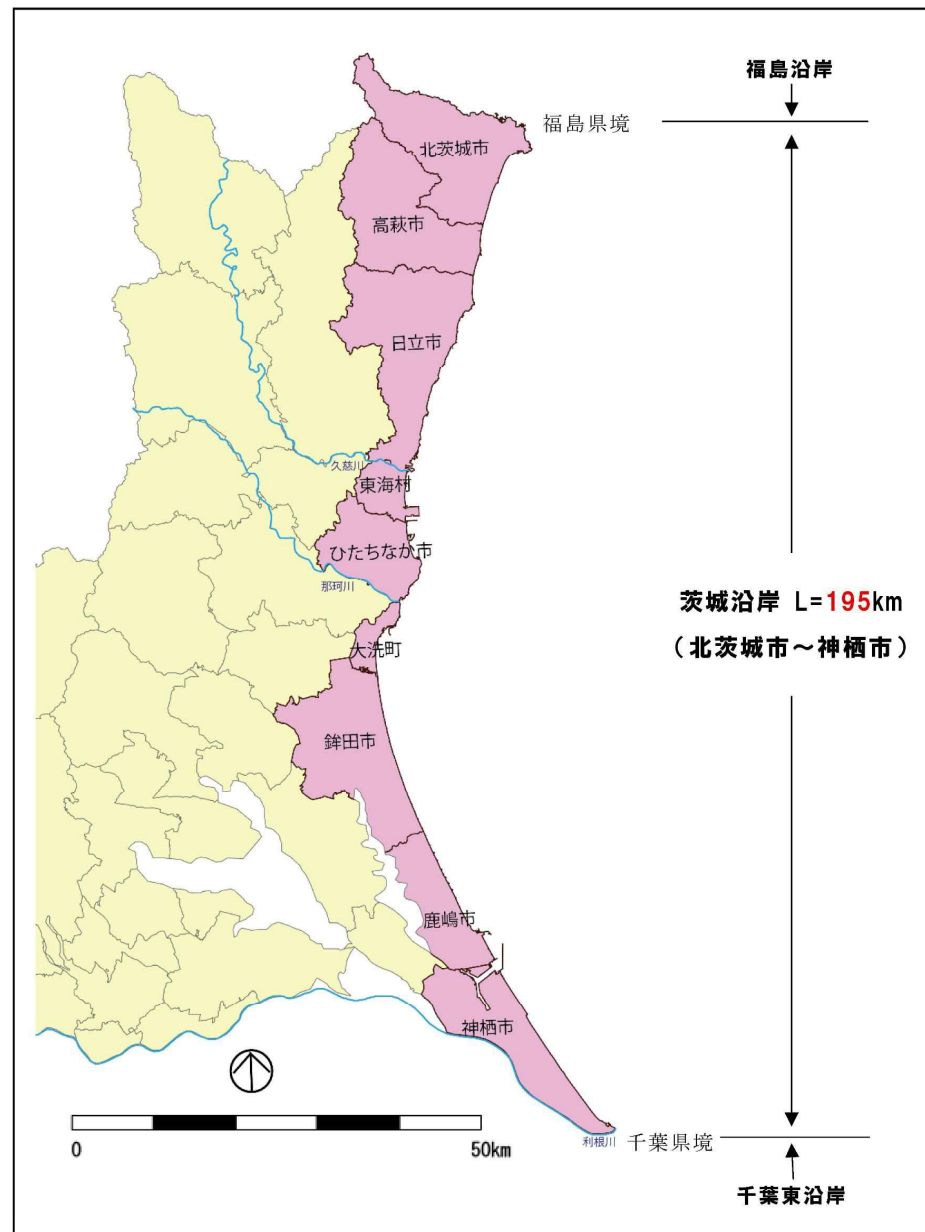 福島沿岸
福島県境
北茨城市
高萩市
日立市
久慈川
東海村
ひたちなか市
那珂川
茨城沿岸 L=195km
（北茨城市～神栖市）
大洗町
鉾田市
鹿嶋市
神栖市
0
50km
利根川
千葉県境
千葉東沿岸